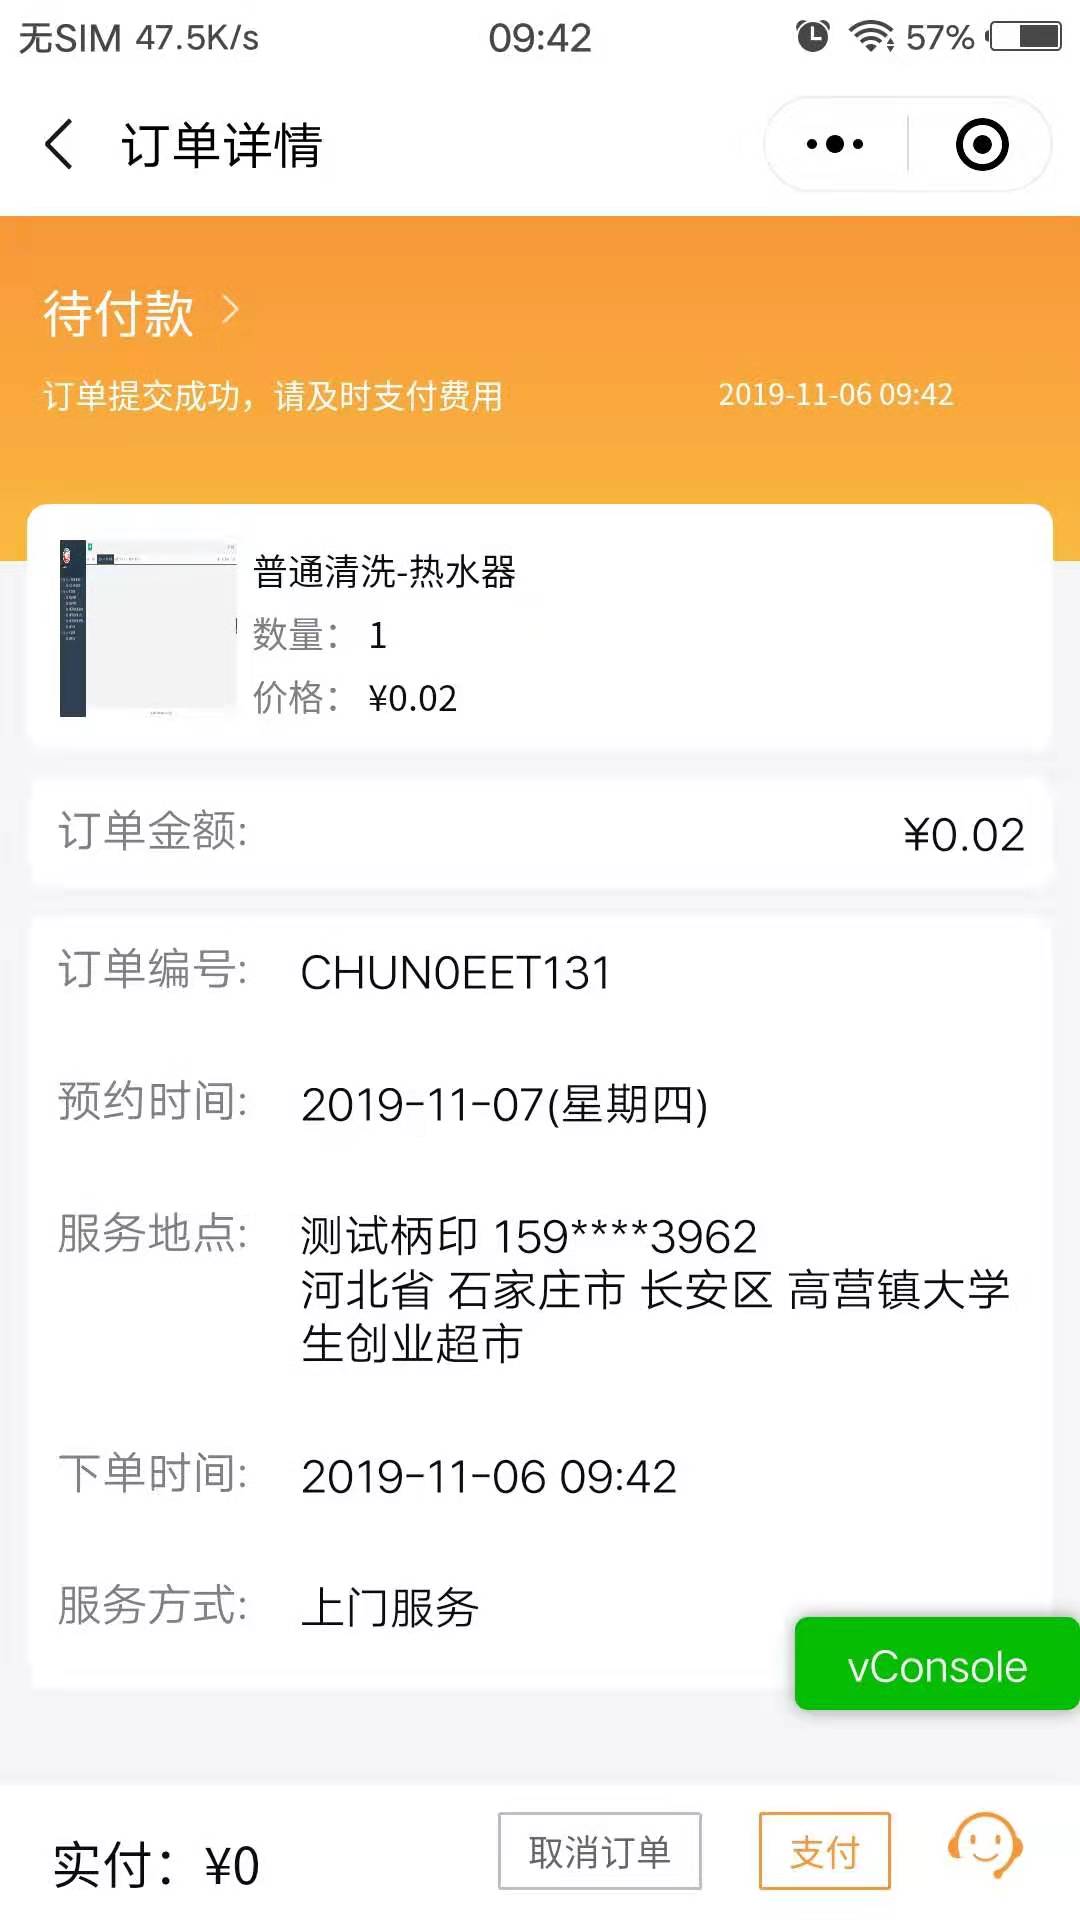 无SIM 47.5K/s 09:42 57%
订单详情
待付款
订单提交成功，请及时支付费用 2019-11-06 09:42
普通清洗-热水器
数量： 1
价格： ¥0.02
订单金额: ¥0.02
订单编号: CHUN0EET131
预约时间: 2019-11-07(星期四)
服务地点: 测试柄印 159****3962
河北省 石家庄市 长安区 高营镇大学
生创业超市
下单时间: 2019-11-06 09:42
服务方式: 上门服务
vConsole
实付：¥0 取消订单 支付